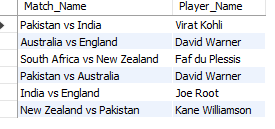 Match_Name Player_Name
Pakistan vs India Virat Kohli
Australia vs England David Warner
South Africa vs New Zealand Faf du Plessis
Pakistan vs Australia David Warner
India vs England Joe Root
New Zealand vs Pakistan Kane Williamson